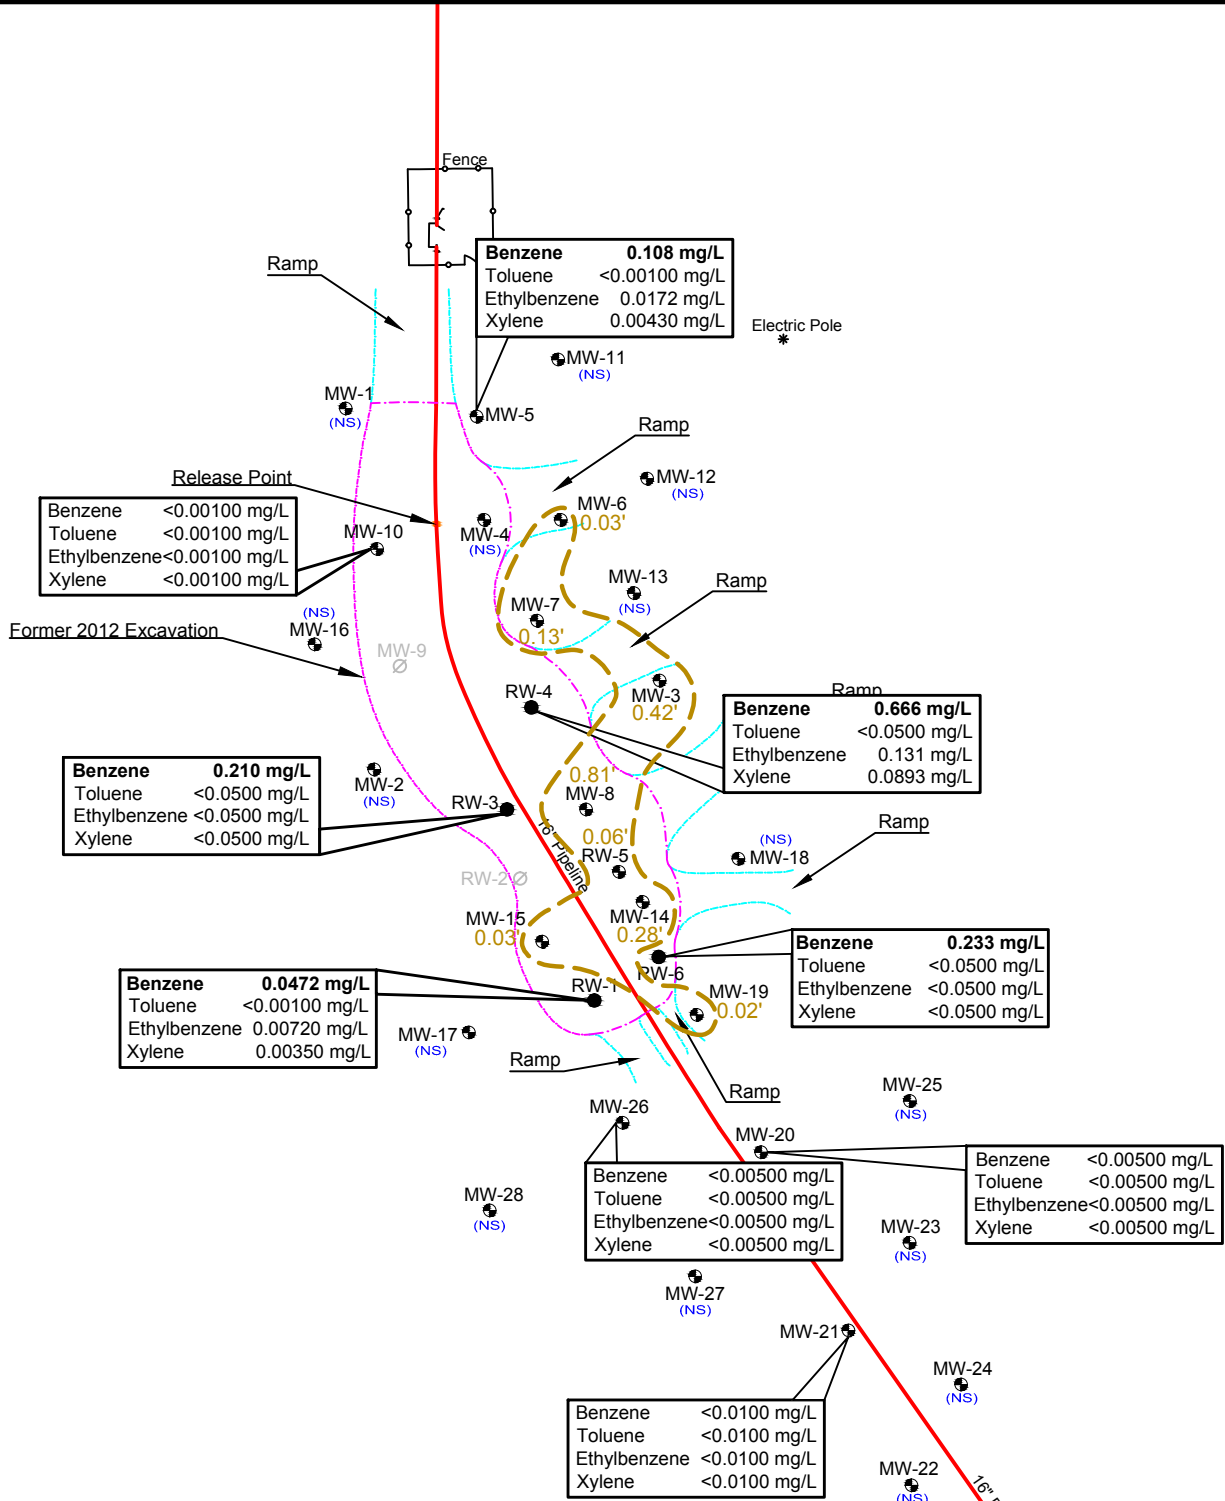 Fence
Ramp
Benzene 0.108 mg/L
Toluene <0.00100 mg/L
Ethylbenzene 0.0172 mg/L
Xylene 0.00430 mg/L
Electric Pole
MW-11
(NS)
MW-1
(NS)
MW-5
Ramp
Release Point
MW-12
(NS)
Benzene <0.00100 mg/L
Toluene <0.00100 mg/L
Ethylbenzene <0.00100 mg/L
Xylene <0.00100 mg/L
MW-10
MW-4
(NS)
MW-6
0.03'
MW-13
(NS)
Ramp
MW-7
0.13'
(NS)
MW-16
Former 2012 Excavation
MW-9
RW-4
MW-3
0.42'
Ramp
Benzene 0.666 mg/L
Toluene <0.0500 mg/L
Ethylbenzene 0.131 mg/L
Xylene 0.0893 mg/L
Benzene 0.210 mg/L
Toluene <0.0500 mg/L
Ethylbenzene <0.0500 mg/L
Xylene <0.0500 mg/L
MW-2
(NS)
0.81'
MW-8
RW-3
16" Pipeline
0.06'
RW-5
(NS)
MW-18
Ramp
RW-2
MW-15
0.03'
MW-14
0.28'
RW-6
Benzene 0.233 mg/L
Toluene <0.0500 mg/L
Ethylbenzene <0.0500 mg/L
Xylene <0.0500 mg/L
Benzene 0.0472 mg/L
Toluene <0.00100 mg/L
Ethylbenzene 0.00720 mg/L
Xylene 0.00350 mg/L
RW-1
MW-19
0.02'
MW-17
(NS)
Ramp
Ramp
MW-25
(NS)
MW-26
MW-20
Benzene <0.00500 mg/L
Toluene <0.00500 mg/L
Ethylbenzene <0.00500 mg/L
Xylene <0.00500 mg/L
Benzene <0.00500 mg/L
Toluene <0.00500 mg/L
Ethylbenzene <0.00500 mg/L
Xylene <0.00500 mg/L
MW-28
(NS)
MW-23
(NS)
MW-27
(NS)
MW-21
MW-24
(NS)
Benzene <0.0100 mg/L
Toluene <0.0100 mg/L
Ethylbenzene <0.0100 mg/L
Xylene <0.0100 mg/L
MW-22
(NS)
16"